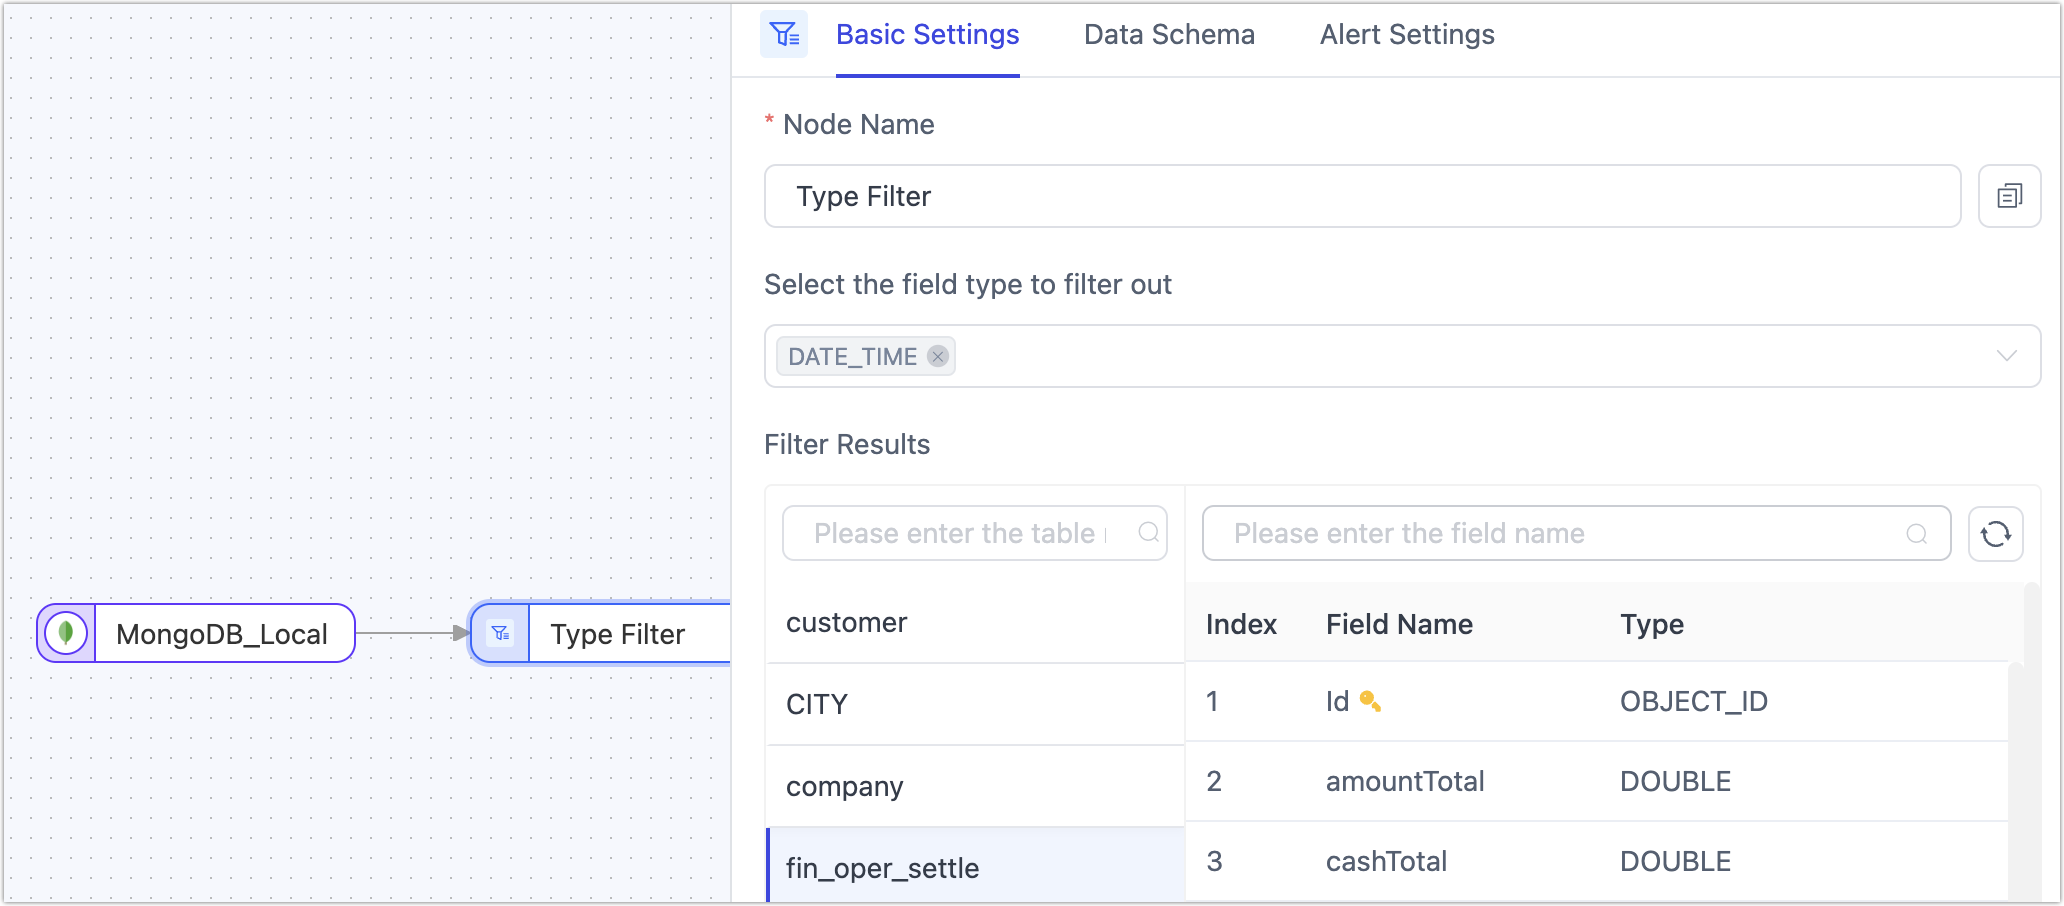 Basic Settings
Data Schema
Alert Settings
* Node Name
Type Filter
Select the field type to filter out
DATE_TIME
Filter Results
Please enter the table
Please enter the field name
customer
CITY
company
fin_oper_settle
Index Field Name Type
1 Id OBJECT_ID
2 amountTotal DOUBLE
3 cashTotal DOUBLE
MongoDB_Local
Type Filter